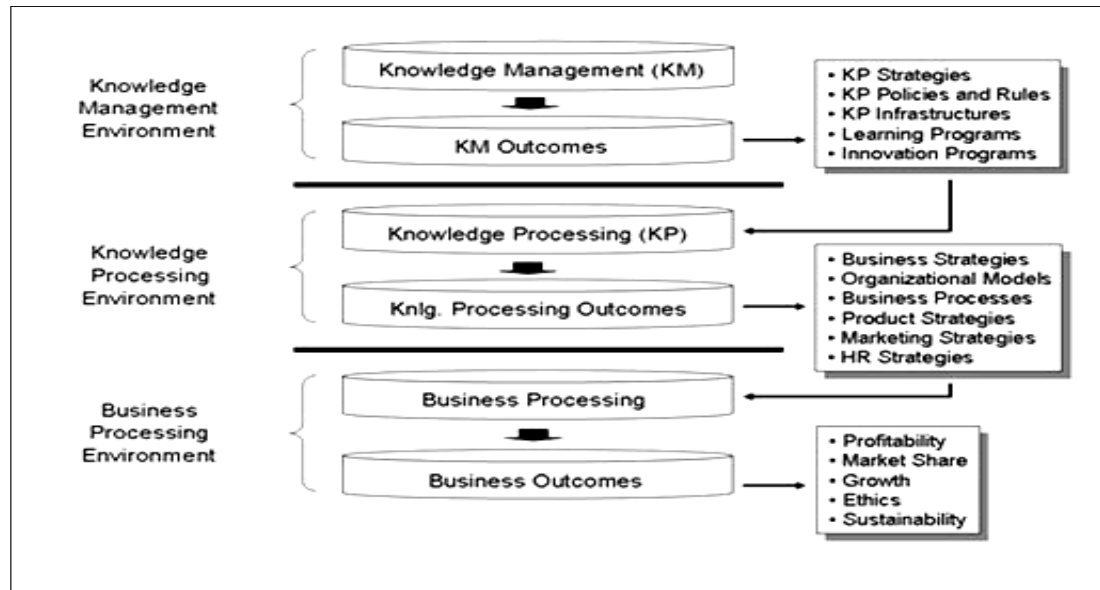 Knowledge
Management
Environment
Knowledge Management (KM)
KM Outcomes
• KP Strategies
• KP Policies and Rules
• KP Infrastructures
• Learning Programs
• Innovation Programs
Knowledge
Processing
Environment
Knowledge Processing (KP)
Knlg. Processing Outcomes
• Business Strategies
• Organizational Models
• Business Processes
• Product Strategies
• Marketing Strategies
• HR Strategies
Business
Processing
Environment
Business Processing
Business Outcomes
• Profitability
• Market Share
• Growth
• Ethics
• Sustainability